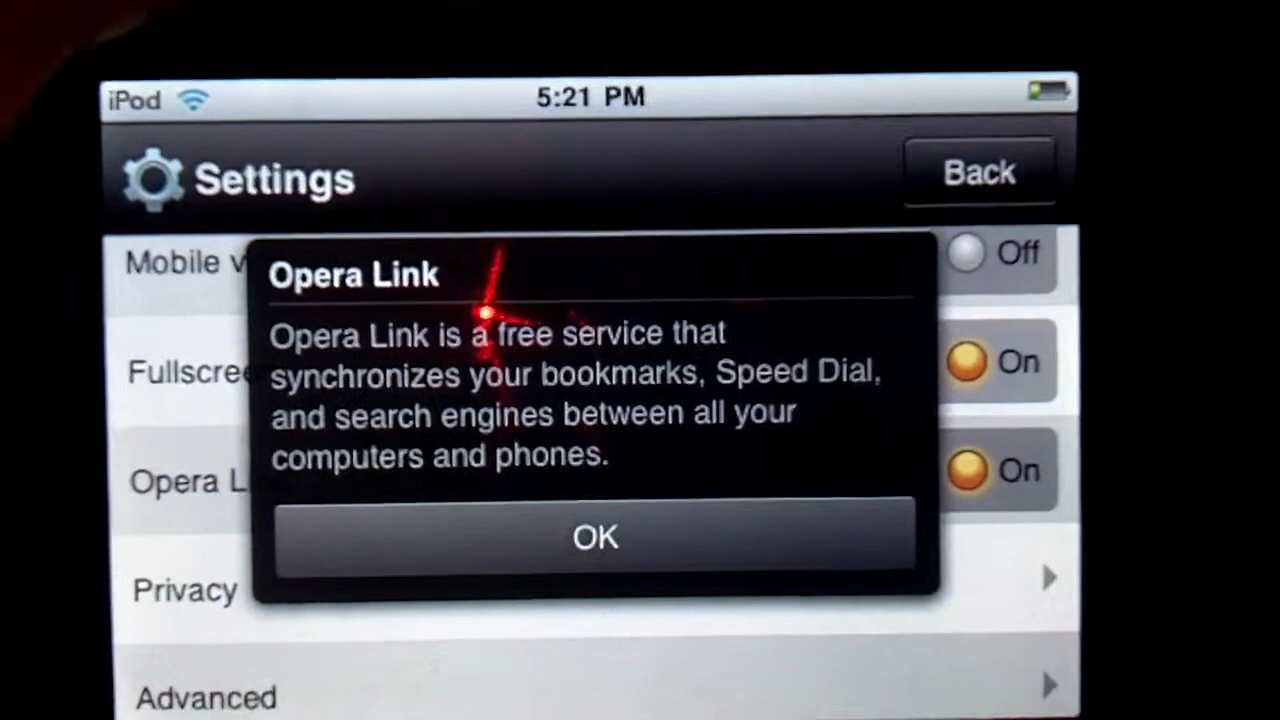 iPod 5:21 PM
Settings Back
Mobile v Off
Opera Link
Opera Link is a free service that
synchronizes your bookmarks, Speed Dial,
and search engines between all your
computers and phones.
OK
Fullscree On
Opera L On
Privacy
Advanced